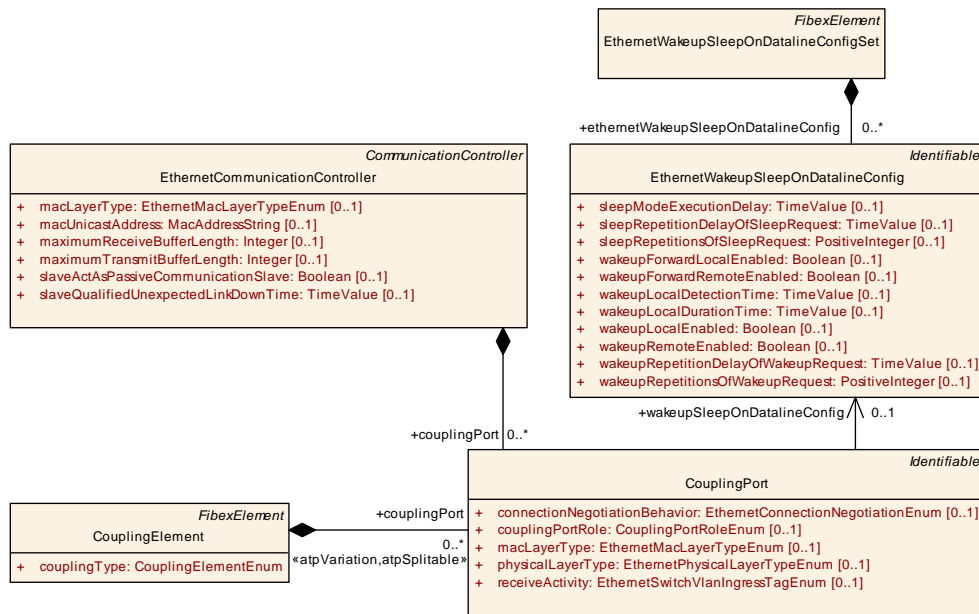 FibexElement
EthernetWakeupSleepOnDatalineConfigSet
+ethernetWakeupSleepOnDatalineConfig 0..*
CommunicationController
EthernetCommunicationController
+ macLayerType: EthernetMacLayerTypeEnum [0..1]
+ macUnicastAddress: MacAddressString [0..1]
+ maximumReceiveBufferLength: Integer [0..1]
+ maximumTransmitBufferLength: Integer [0..1]
+ slaveActAsPassiveCommunicationSlave: Boolean [0..1]
+ slaveQualifiedUnexpectedLinkDownTime: TimeValue [0..1]
Identifiable
EthernetWakeupSleepOnDatalineConfig
+ sleepModeExecutionDelay: TimeValue [0..1]
+ sleepRepetitionDelayOfSleepRequest: TimeValue [0..1]
+ sleepRepetitionsOfSleepRequest: PositiveInteger [0..1]
+ wakeupForwardLocalEnabled: Boolean [0..1]
+ wakeupForwardRemoteEnabled: Boolean [0..1]
+ wakeupLocalDetectionTime: TimeValue [0..1]
+ wakeupLocalDurationTime: TimeValue [0..1]
+ wakeupLocalEnabled: Boolean [0..1]
+ wakeupRemoteEnabled: Boolean [0..1]
+ wakeupRepetitionDelayOfWakeupRequest: TimeValue [0..1]
+ wakeupRepetitionsOfWakeupRequest: PositiveInteger [0..1]
+wakeupSleepOnDatalineConfig 0..1
+couplingPort 0..*
Identifiable
CouplingPort
+ connectionNegotiationBehavior: EthernetConnectionNegotiationEnum [0..1]
+ couplingPortRole: CouplingPortRoleEnum [0..1]
+ macLayerType: EthernetMacLayerTypeEnum [0..1]
+ physicalLayerType: EthernetPhysicalLayerTypeEnum [0..1]
+ receiveActivity: EthernetSwitchVlanIngressTagEnum [0..1]
FibexElement
CouplingElement
+ couplingType: CouplingElementEnum
+couplingPort
0..*
«atpVariation,atpSplitable»